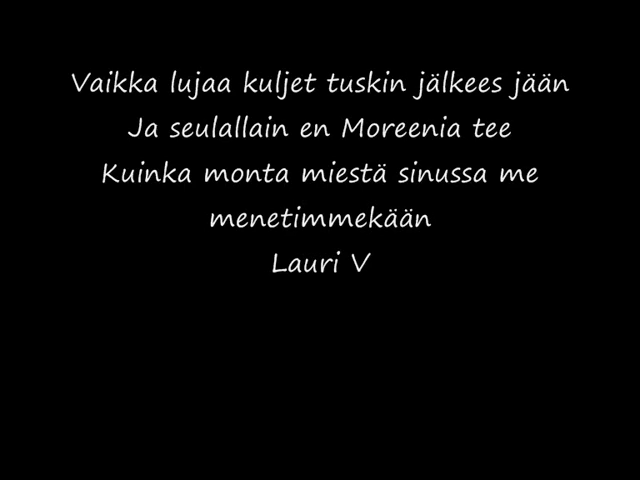 Vaikka lujaa kuljet tuskin jälkees jään
Ja seulallain en Moreenia tee
Kuinka monta miestä sinussa me
menetimmekään
Lauri V